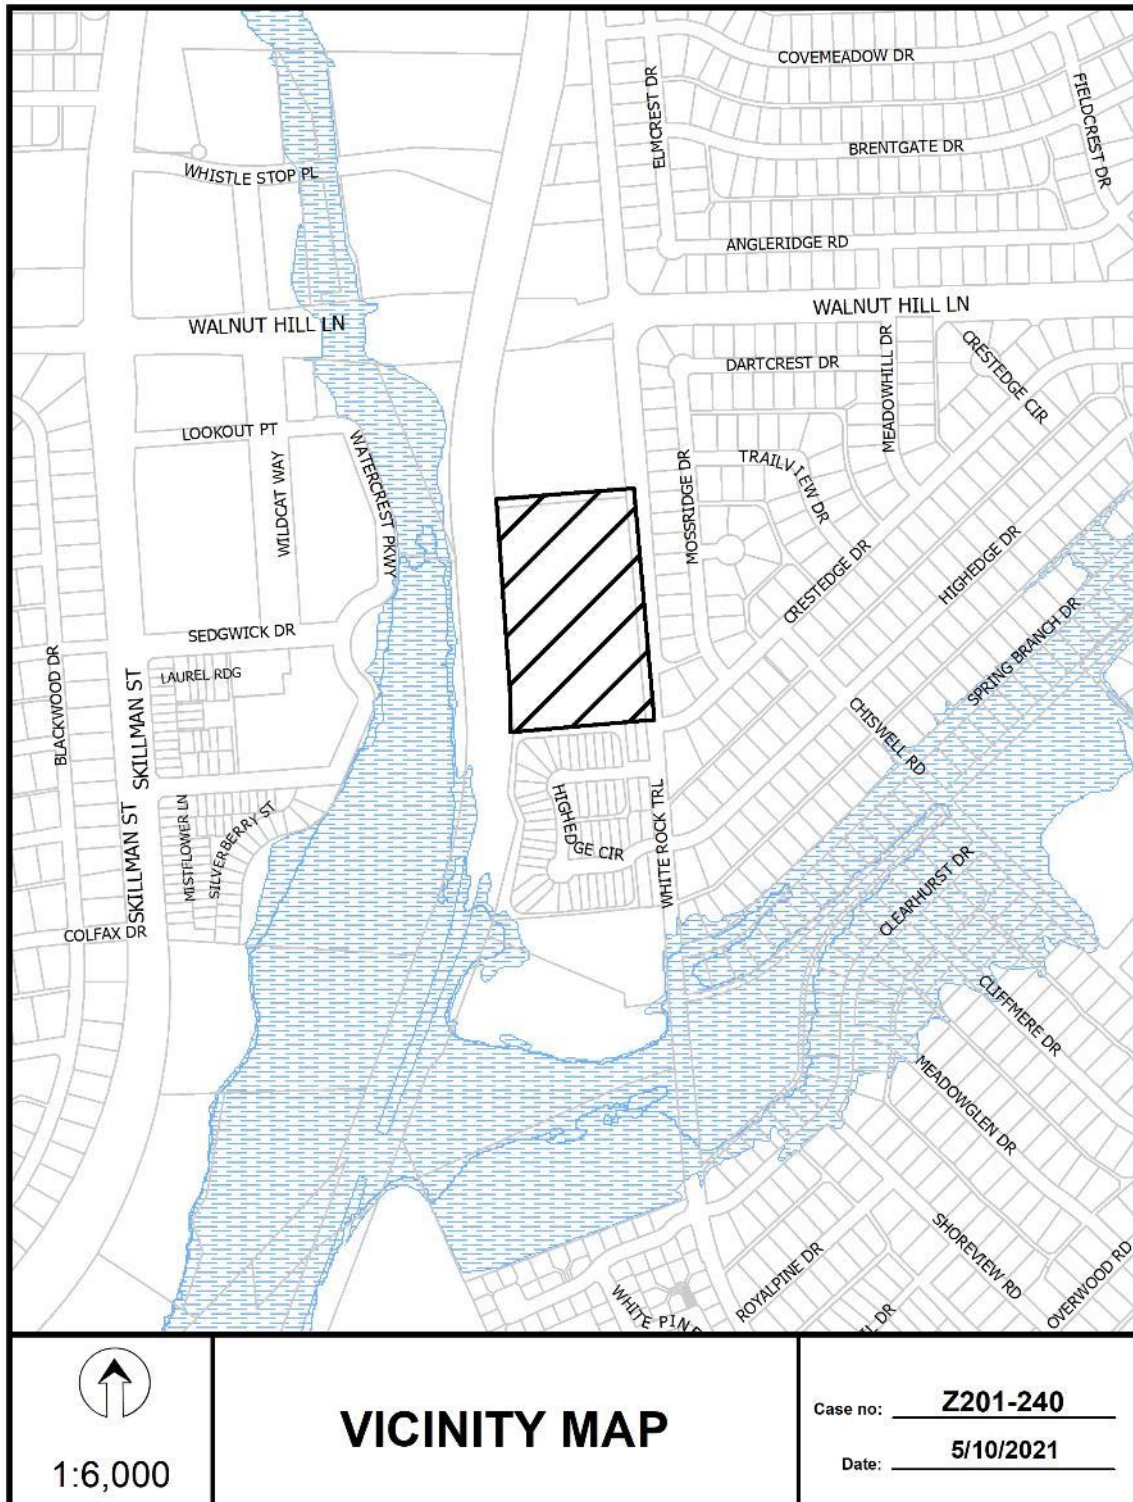 COVEMEADOW DR
ELMCREST DR
FIELDCREST DR
BRENTGATE DR
WHISTLE STOP PL
ANGLERIDGE RD
WALNUT HILL LN
WALNUT HILL LN
DARTCREST DR
MEADOWHILL DR
CRESTEDGE CIR
LOOKOUT PT
WATERCREST PKWY
WILDCAT WAY
MOSSRIDGE DR
TRAILVIEW DR
CRESTEDGE DR
HIGHEDGE DR
SEDGWICK DR
LAUREL RDG
BLACKWOOD DR
SKILLMAN ST
SPRING BRANCH DR
CHISWELL RD
HIGHEDGE CIR
WHITE ROCK TRL
SKILLMAN ST
MISTFLOWER LN
SILVERBERRY ST
CLEARHURST DR
COLFAX DR
CLIFFMERE DR
MEADOWGLEN DR
SHOREVIEW RD
ROYALPINE DR
OVERWOOD RD
WHITE PINE
DR
1:6,000
VICINITY MAP
Case no: Z201-240
Date: 5/10/2021